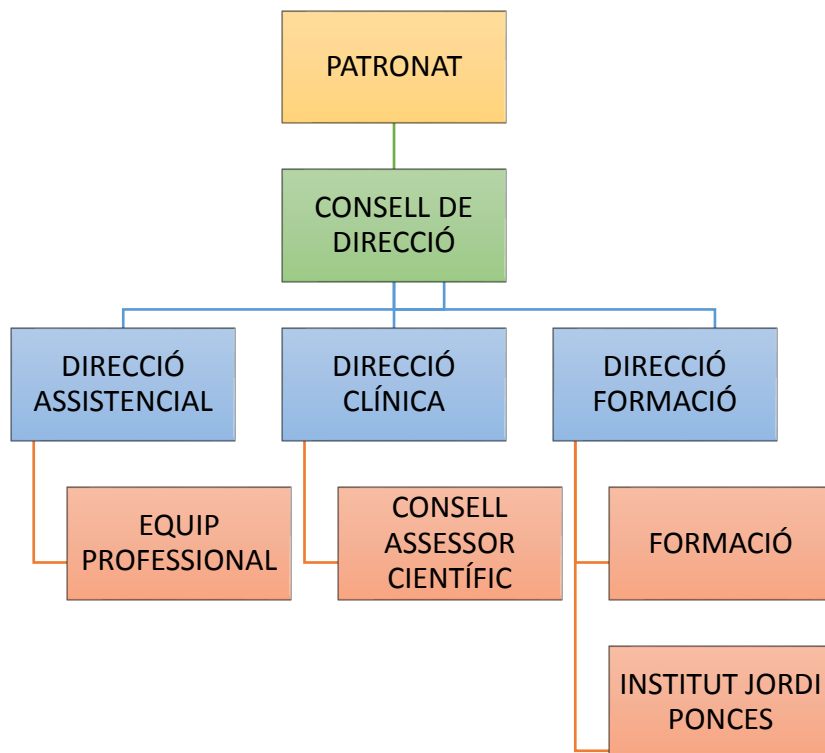 PATRONAT
CONSELL DE
DIRECCIÓ
DIRECCIÓ
ASSISTENCIAL
DIRECCIÓ
CLÍNICA
DIRECCIÓ
FORMACIÓ
EQUIP
PROFESSIONAL
CONSELL
ASSESSOR
CIENTÍFIC
FORMACIÓ
INSTITUT JORDI
PONCES